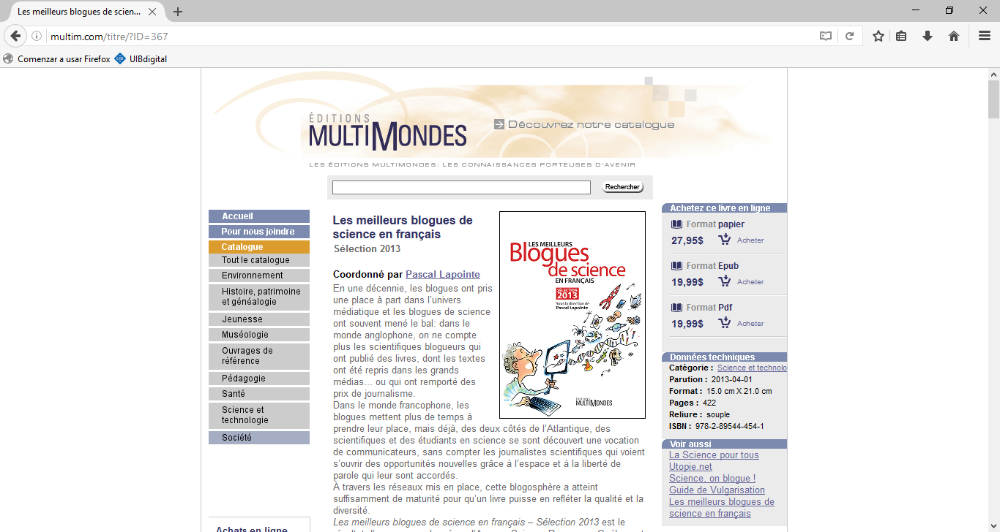 Les meilleurs blogues de scien...
multim.com/titre/?ID=367
Comenzar a usar Firefox
UIBdigital
ÉDITIONS
MULTIMONDES
Découvrez notre catalogue
LES ÉDITIONS MULTIMONDES: LES CONNAISSANCES PORTEUSES D'AVENIR
Rechercher
Accueil
Pour nous joindre
Catalogue
Tout le catalogue
Environnement
Histoire, patrimoine
et généalogie
Jeunesse
Muséologie
Ouvrages de
référence
Pédagogie
Santé
Science et
technologie
Société
Achats en ligne
Les meilleurs blogues de
science en français
Sélection 2013
Coordonné par Pascal Lapointe
En une décennie, les blogues ont pris
une place à part dans l'univers
médiatique et les blogues de science
ont souvent mené le bal: dans le
monde anglophone, on ne compte
plus les scientifiques blogueurs qui
ont publié des livres, dont les textes
ont été repris dans les grands
médias... ou qui ont remporté des
prix de journalisme.
Dans le monde francophone, les
blogues mettent plus de temps à
prendre leur place, mais déjà, des deux côtés de l'Atlantique, des
scientifiques et des étudiants en science se sont découvert une vocation
de communicateurs, sans compter les journalistes scientifiques qui voient
s'ouvrir des opportunités nouvelles grâce à l'espace et à la liberté de
parole qui leur sont accordés.
À travers les réseaux mis en place, cette blogosphère a atteint
suffisamment de maturité pour qu'un livre puisse en refléter la qualité et la
diversité.
Les meilleurs blogues de science en français – Sélection 2013 est le
LES MEILLEURS
Blogues
de science
EN FRANÇAIS
SÉLECTION
2013
Sous la direction de
Pascal Lapointe
ÉDITIONS
MULTIMONDES
Achetez ce livre en ligne
Format papier
27,95$ Acheter
Format Epub
19,99$ Acheter
Format Pdf
19,99$ Acheter
Données techniques
Catégorie : Science et technolo
Parution : 2013-04-01
Format : 15.0 cm X 21.0 cm
Pages : 422
Reliure : souple
ISBN : 978-2-89544-454-1
Voir aussi
La Science pour tous
Utopie.net
Science, on blogue !
Guide de Vulgarisation
Les meilleurs blogues de
science en français